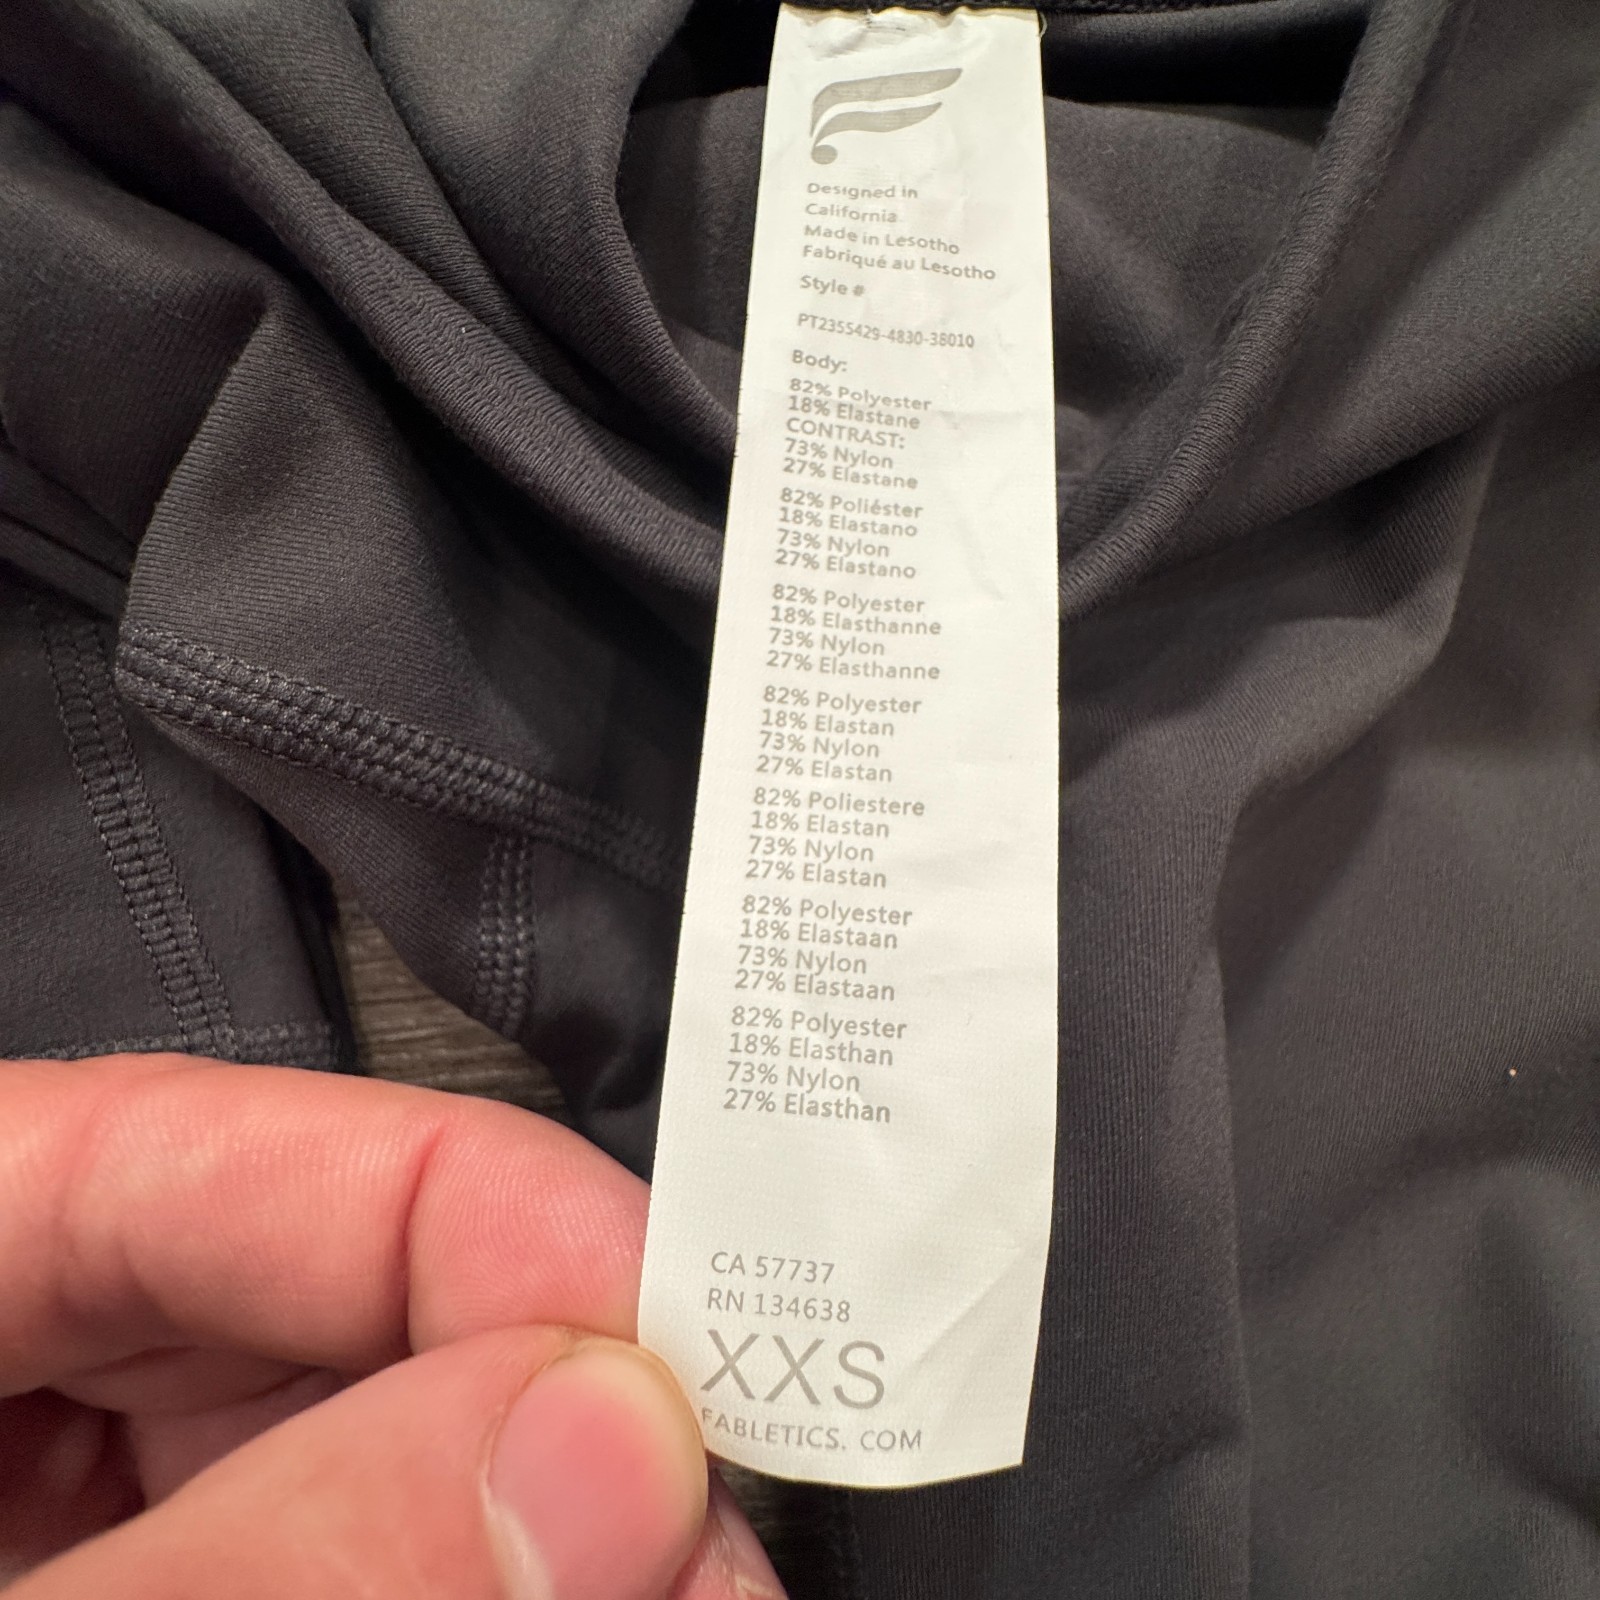 Designed in
California
Made in Lesotho
Fabriqué au Lesotho
Style #
PT2355429-4830-38010
Body:
82% Polyester
18% Elastane
CONTRAST:
73% Nylon
27% Elastane
82% Poliéster
18% Elastano
73% Nylon
27% Elastano
82% Polyester
18% Elasthanne
73% Nylon
27% Elasthanne
82% Polyester
18% Elastan
73% Nylon
27% Elastan
82% Poliestere
18% Elastan
73% Nylon
27% Elastan
82% Polyester
18% Elastaan
73% Nylon
27% Elastaan
82% Polyester
18% Elasthan
73% Nylon
27% Elasthan
CA 57737
RN 134638
XXS
FABLETICS. COM